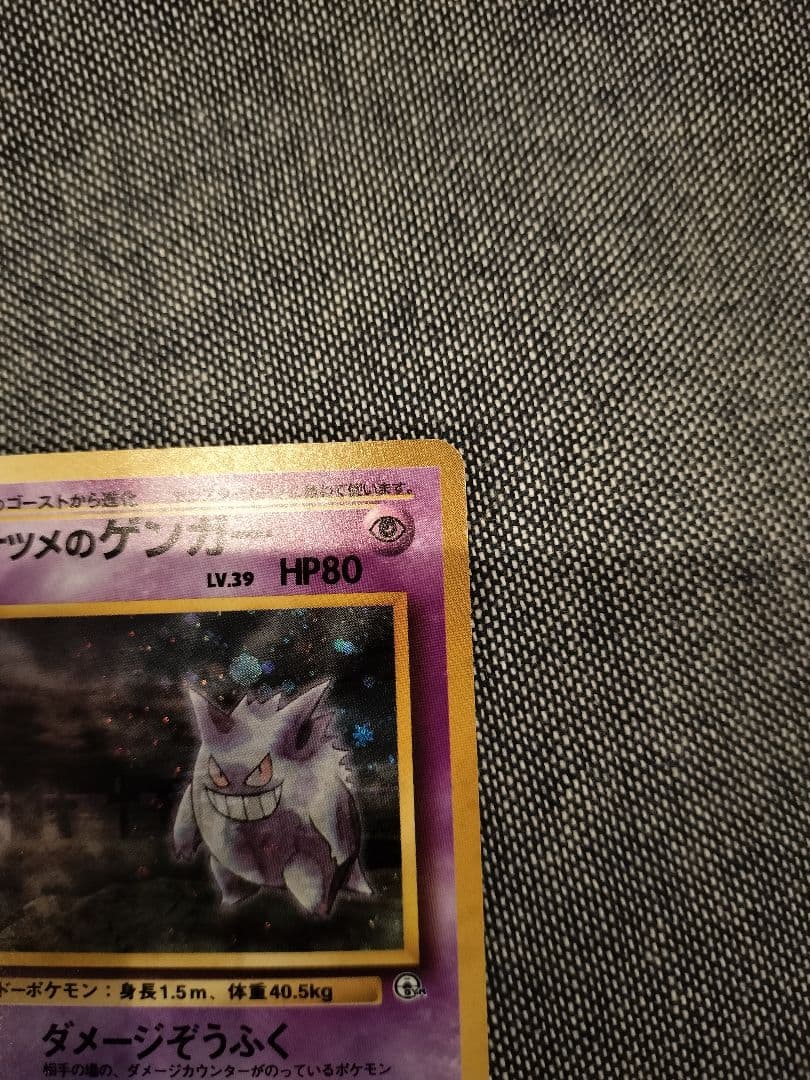 ゴーストから進化
ツメのゲンガー
LV.39 HP80
ドーポケモン：身長1.5m、体重40.5kg
ダメージぞうふく
相手の場の、ダメージカウンターがのっているポケモン